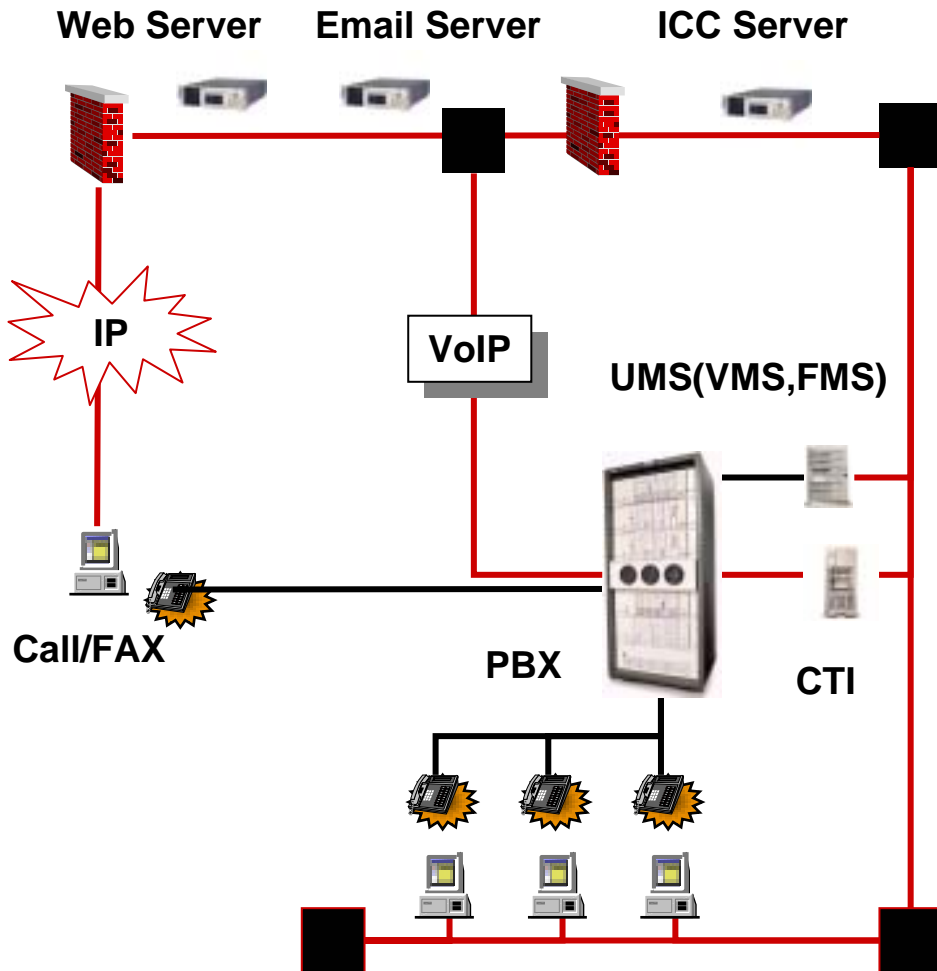 Web Server
Email Server
ICC Server
IP
VoIP
UMS(VMS,FMS)
Call/FAX
PBX
CTI